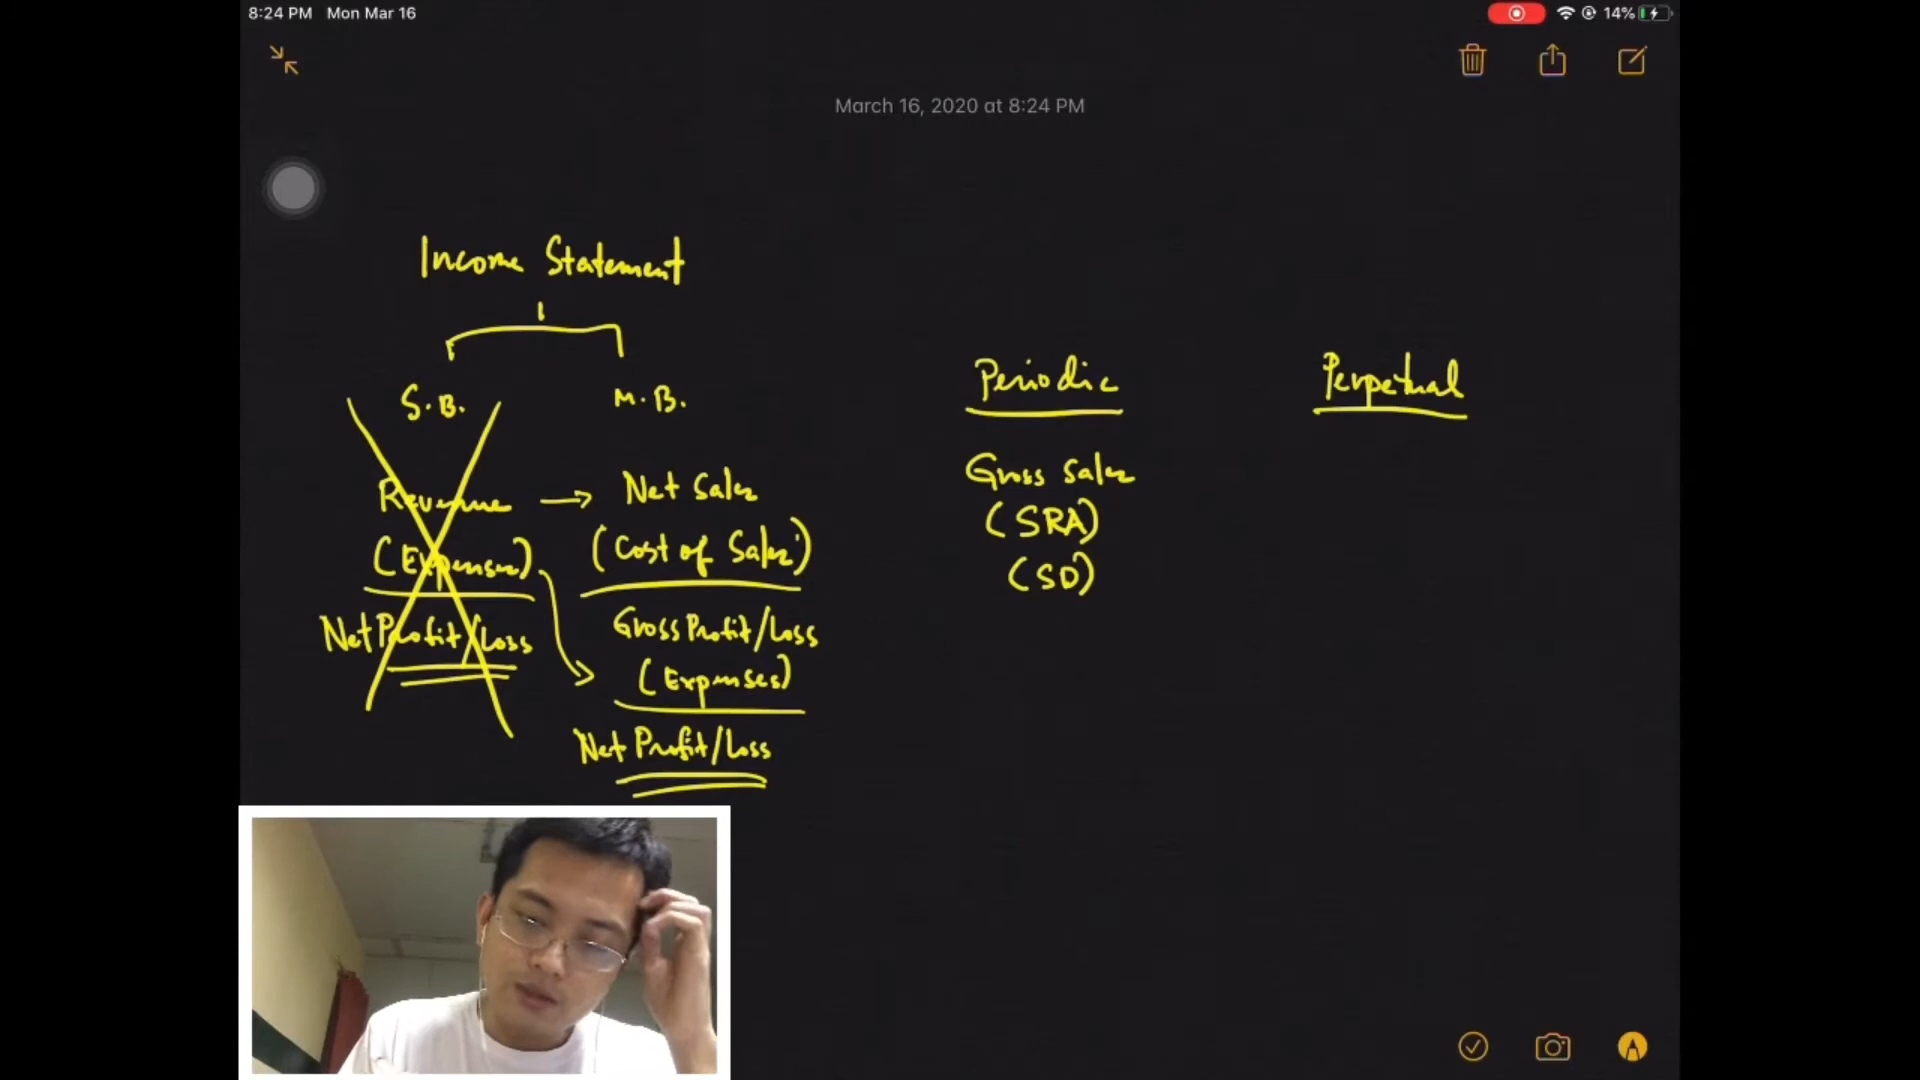 8:24 PM Mon Mar 16
14%
March 16, 2020 at 8:24 PM
Income Statement
S.B.
M.B.
Revenue → Net Sales
(Expenses)
(Cost of Sales)
Net Profit/Loss
Gross Profit/Loss
(Expenses)
Net Profit/Loss
Periodic
Gross Sales
(SRA)
(SD)
Perpetual